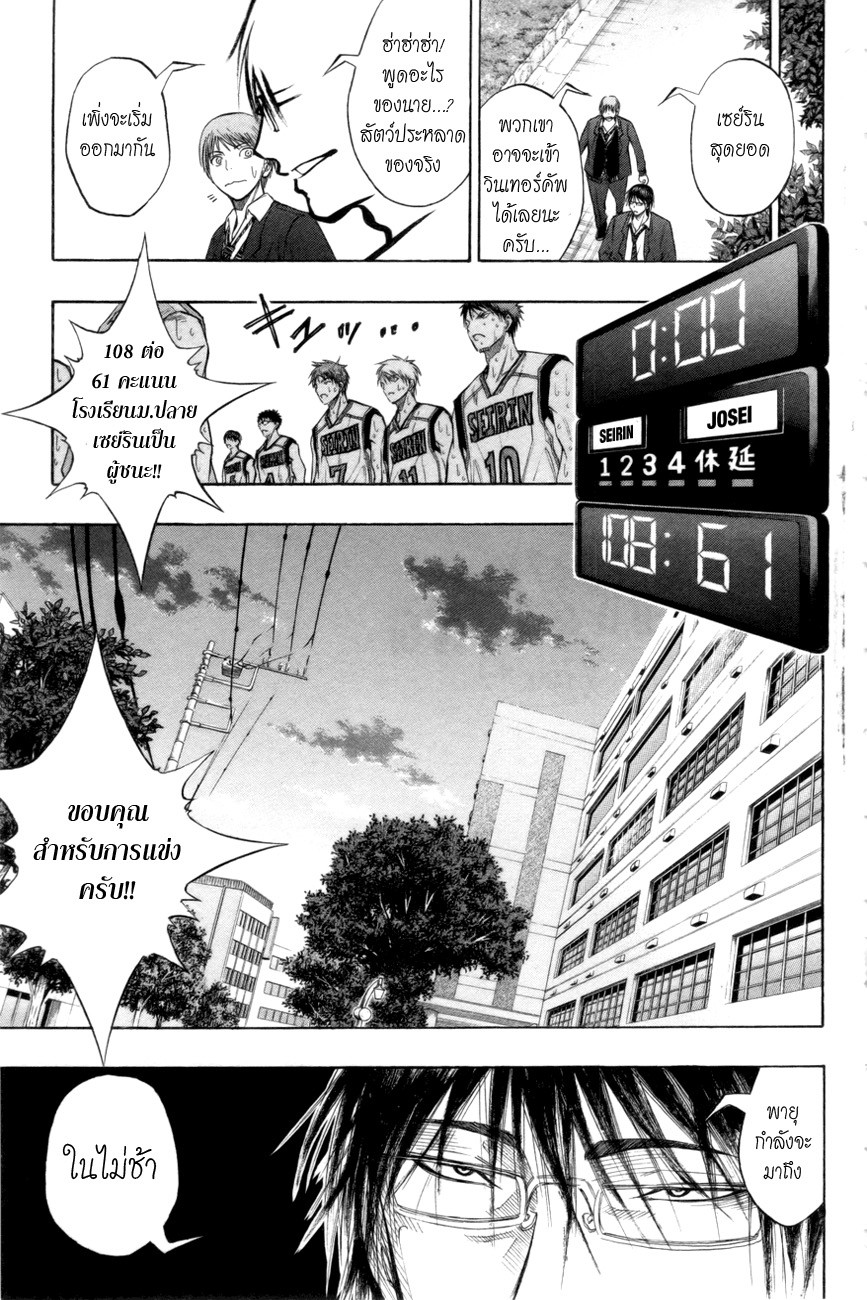 เซย์ริน
สุดยอด
พวกเขา
อาจจะเข้า
วินเทอร์คัพ
ได้เลยนะ
ครับ...
ฮ่าฮ่าฮ่า!
พูดอะไร
ของนาย...?
สัตว์ประหลาด
ของจริง
เพิ่งจะเริ่ม
ออกมากัน
0:00
SEIRIN
JOSEI
1 2 3 4 休 延
108:61
ギュッ...
SEIRIN
10
SEIRIN
11
SEIRIN
7
108 ต่อ
61 คะแนน
โรงเรียนม.ปลาย
เซย์รินเป็น
ผู้ชนะ!!
ขอบคุณ
สำหรับการแข่ง
ครับ!!
พายุ
กำลังจะ
มาถึง
ในไม่ช้า